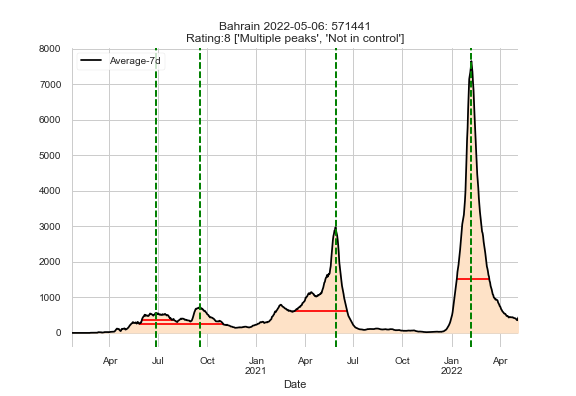 Bahrain 2022-05-06: 571441
Rating:8 ['Multiple peaks', 'Not in control']
Average-7d
8000
7000
6000
5000
4000
3000
2000
1000
0
Apr Jul Oct Jan Apr Jul Oct Jan Apr
2021 2022
Date